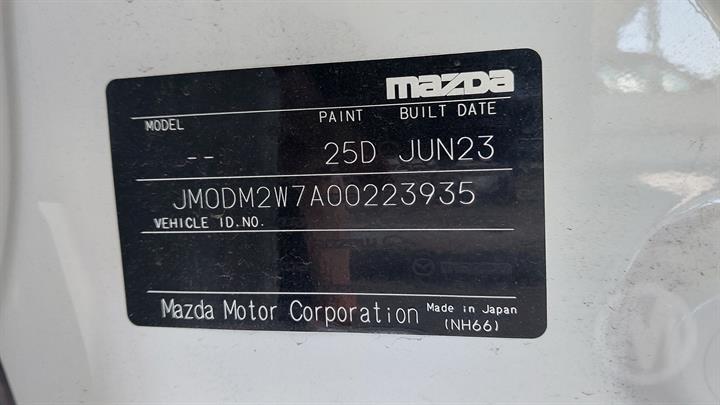 mazda
MODEL PAINT BUILT DATE
-- 25D JUN23
JM0DM2W7A00223935
VEHICLE ID.NO.
Mazda Motor Corporation Made in Japan
(NH66)